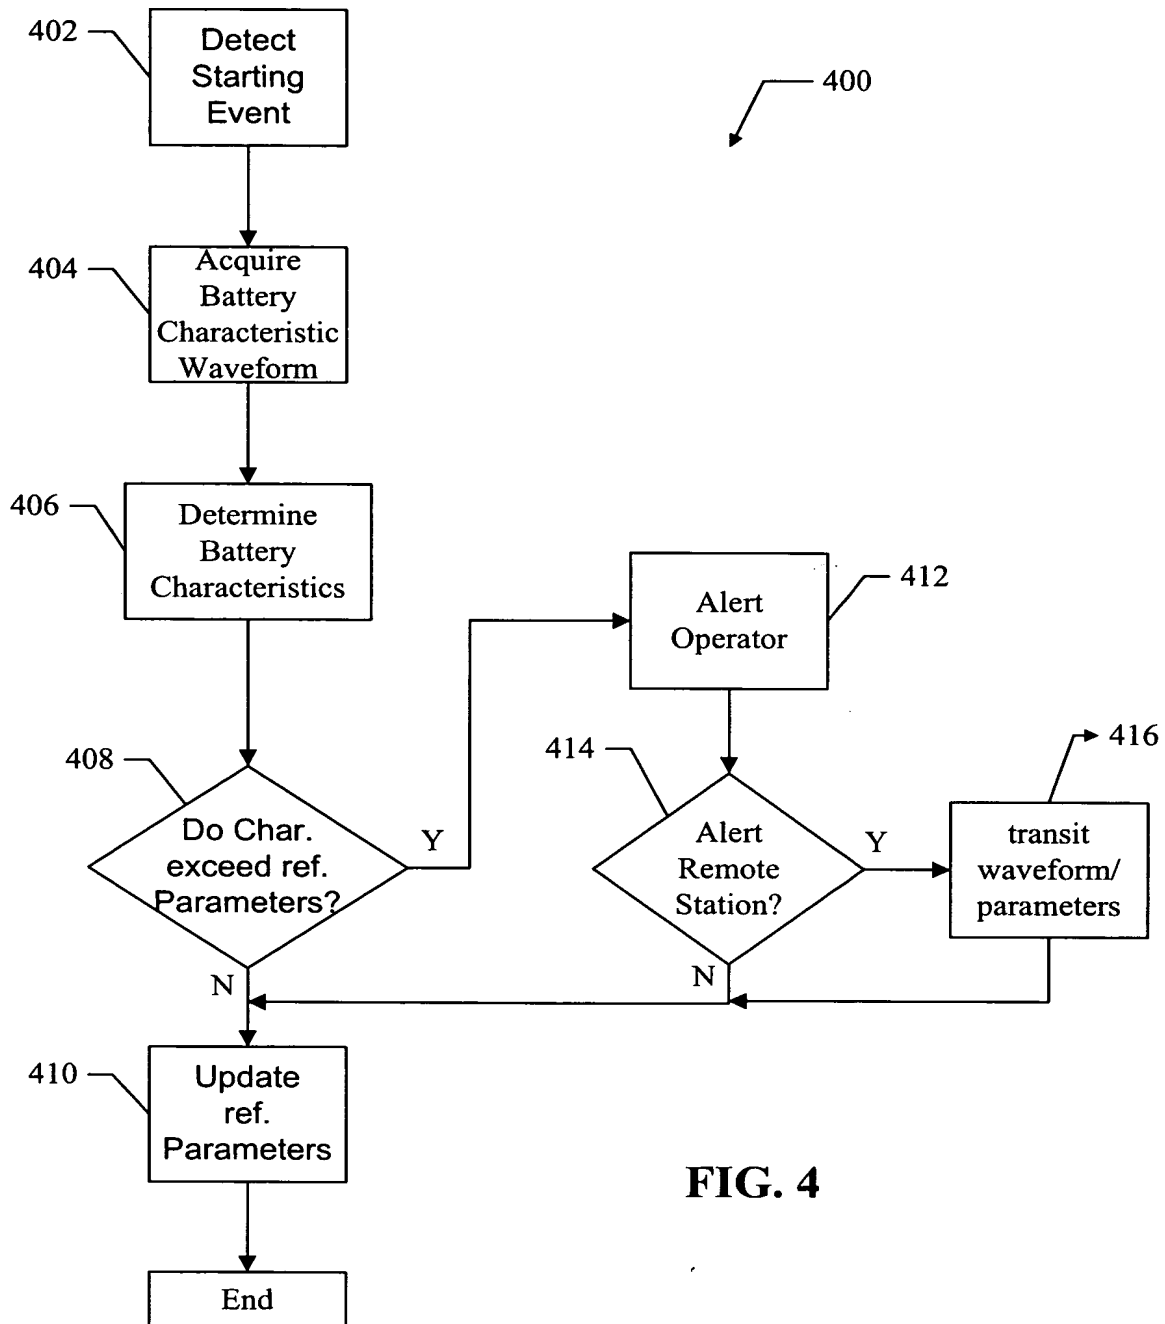 402
Detect
Starting
Event
400
404
Acquire
Battery
Characteristic
Waveform
406
Determine
Battery
Characteristics
412
Alert
Operator
408
Do Char.
exceed ref.
Parameters?
Y
N
414
Alert
Remote
Station?
Y
N
416
transit
waveform/
parameters
410
Update
ref.
Parameters
FIG. 4
End